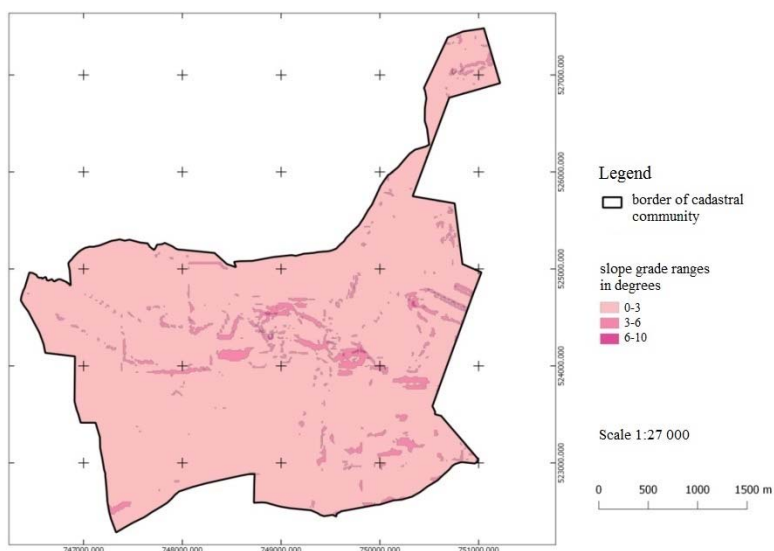 527000.000
526000.000
525000.000
524000.000
523000.000
747000.000
748000.000
749000.000
750000.000
751000.000
Legend
border of cadastral
community
slope grade ranges
in degrees
0-3
3-6
6-10
Scale 1:27 000
0 500 1000 1500 m